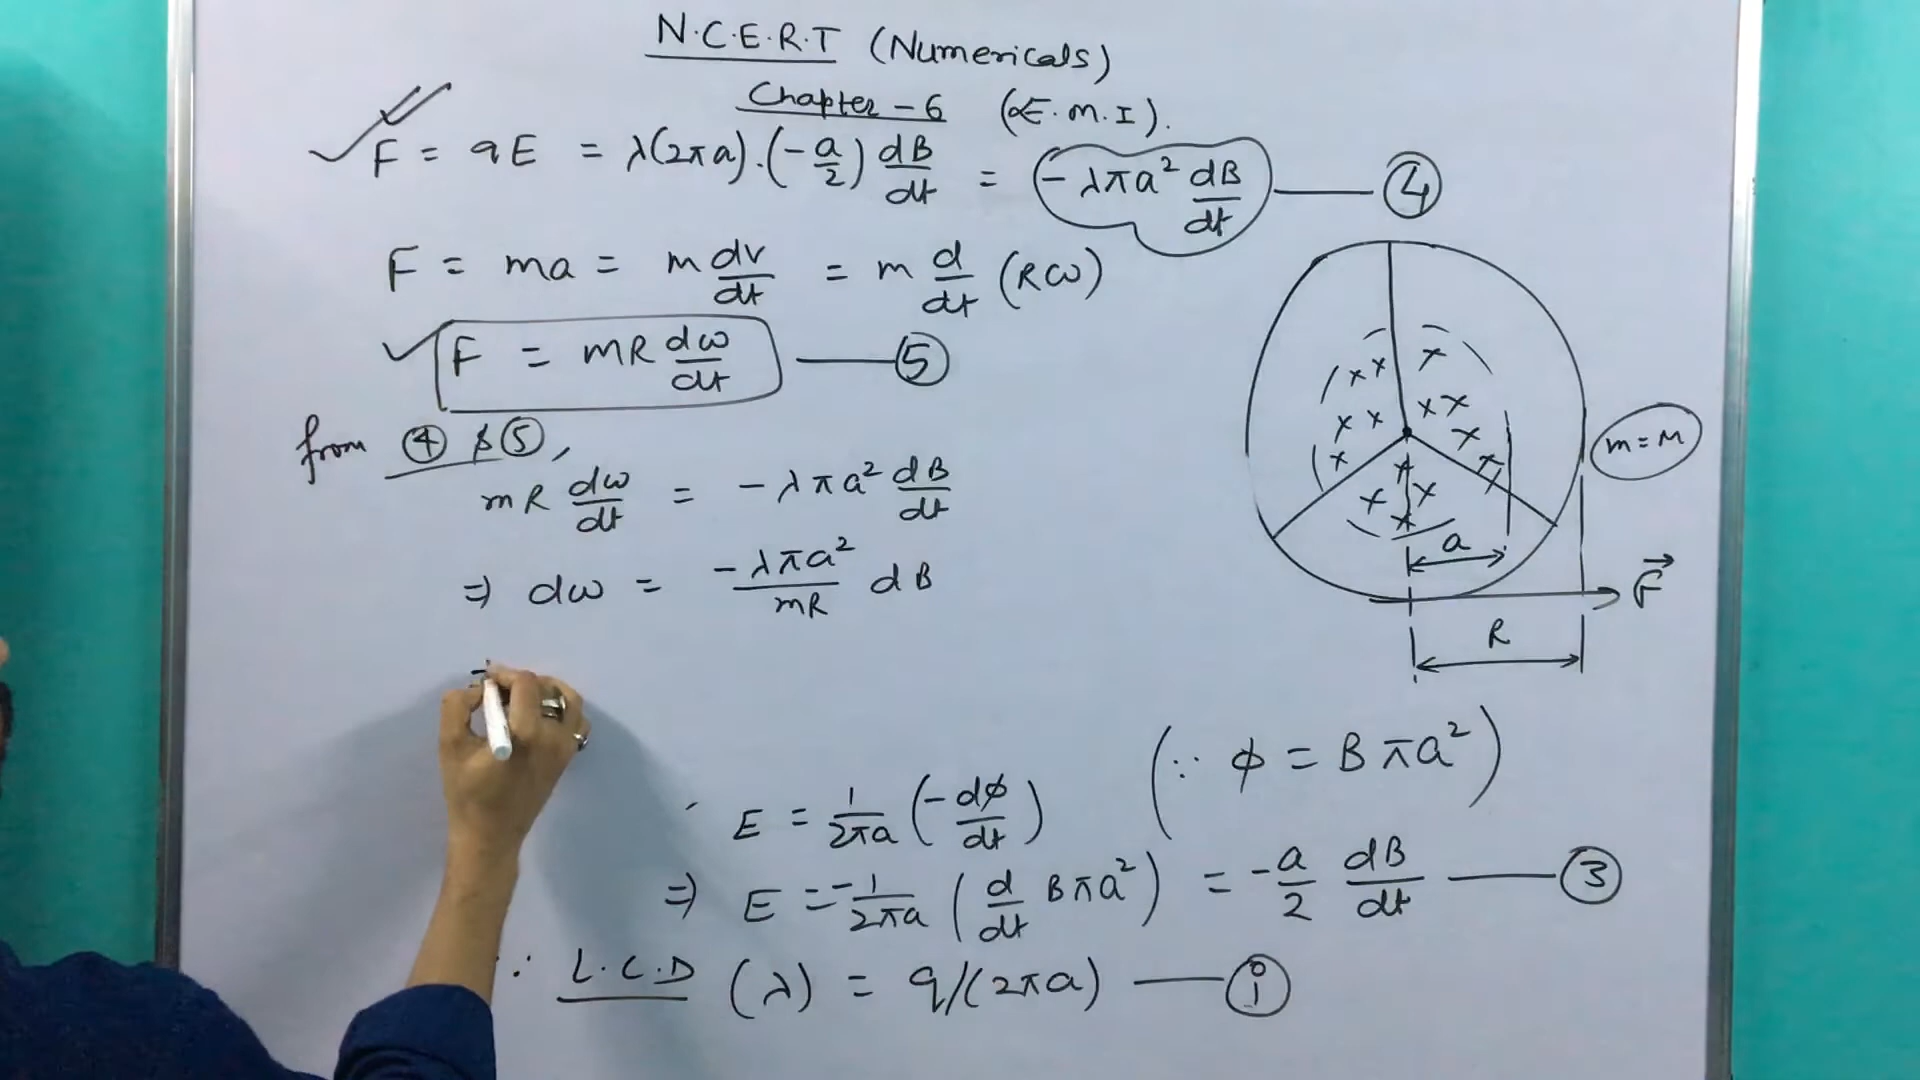 N.C.E.R.T (Numericals)
Chapter - 6 (E.M.I).
F = qE = λ(2πa).(-a/2) dB/dt = -λπa² dB/dt —— ④
F = ma = m dv/dt = m d/dt (Rω)
F = mR dω/dt —— ⑤
from ④ & ⑤,
mR dω/dt = -λπa² dB/dt
⇒ dω = -λπa²/mR dB
x x x
x x x x
x x x
x x x x
m = M
a
F⃗
R
E = 1/2πa (-dϕ/dt) (∵ ϕ = Bπa²)
⇒ E = -1/2πa (d/dt Bπa²) = -a/2 dB/dt —— ③
∵ L.C.D (λ) = q/(2πa) —— ①